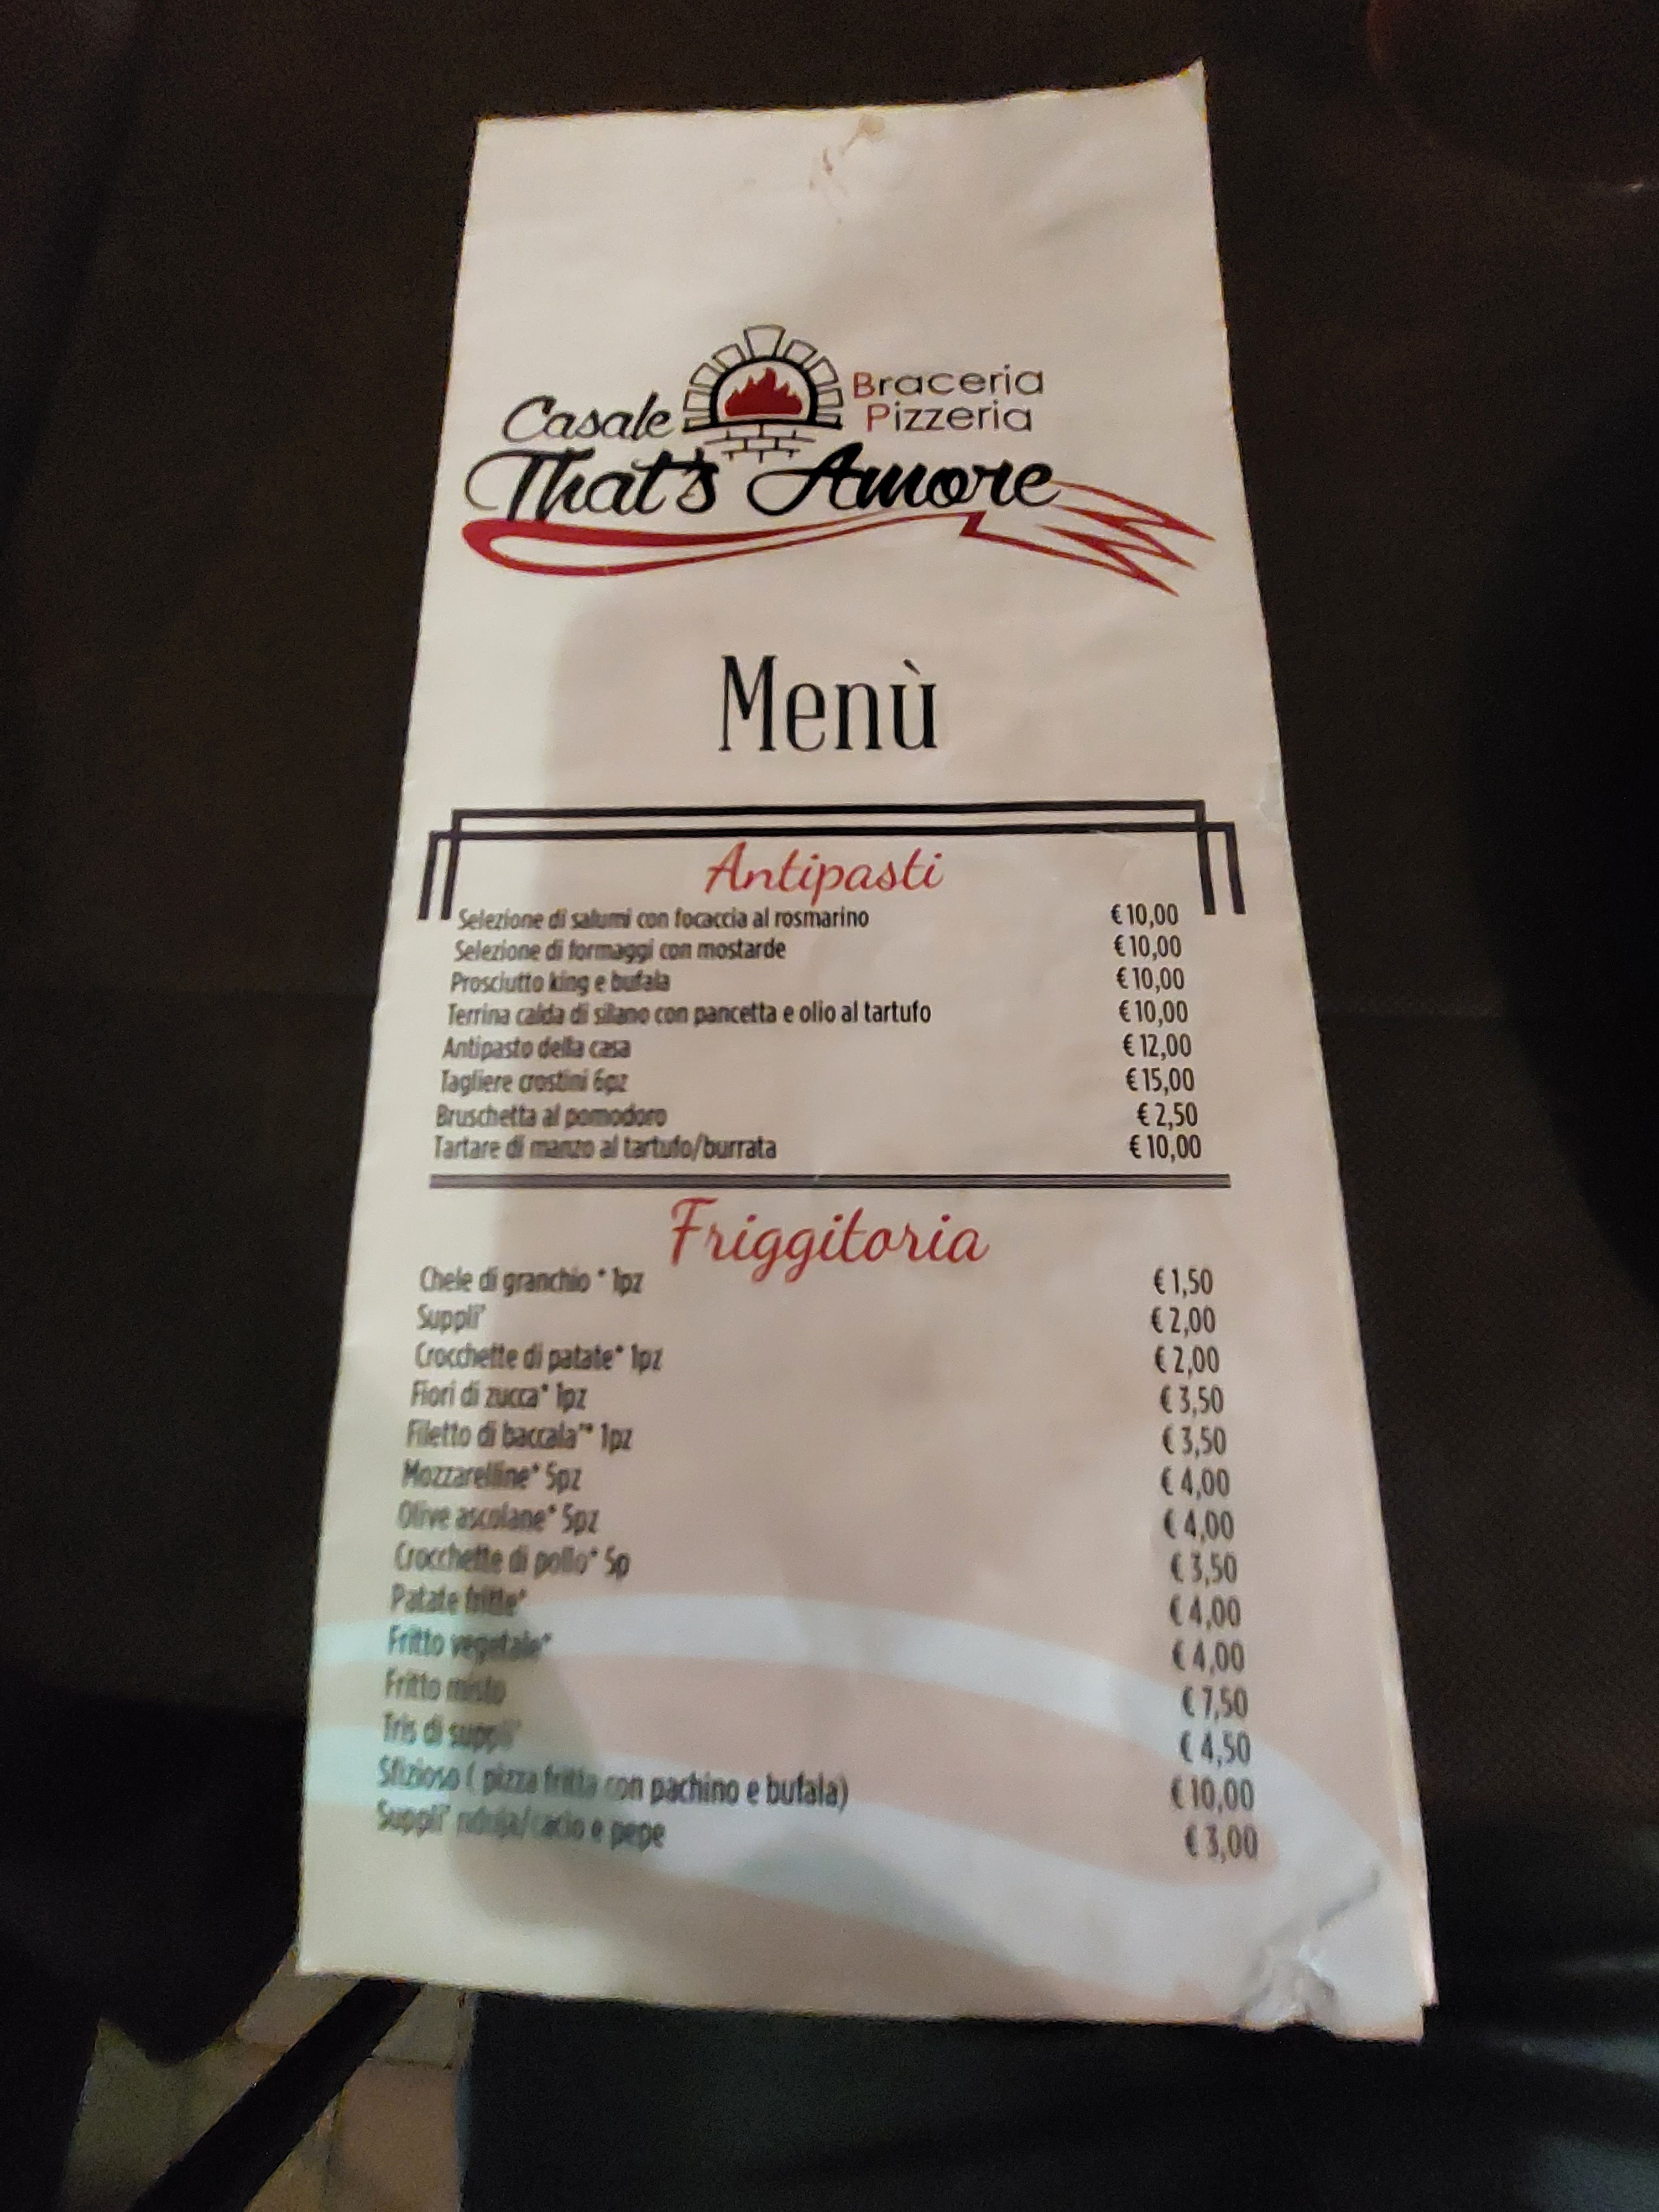 Casale
Braceria
Pizzeria
That's Amore
Menù
Antipasti
Selezione di salumi con focaccia al rosmarino € 10,00
Selezione di formaggi con mostarde € 10,00
Prosciutto king e bufala € 10,00
Terrina calda di silano con pancetta e olio al tartufo € 10,00
Antipasto della casa € 12,00
Tagliere crostini 6pz € 15,00
Bruschetta al pomodoro € 2,50
Tartare di manzo al tartufo/burrata € 10,00
Friggitoria
Chele di granchio * 1pz € 1,50
Suppli' € 2,00
Crocchette di patate* 1pz € 2,00
Fiori di zucca* 1pz € 3,50
Filetto di baccala'* 1pz € 3,50
Mozzarelline* 5pz € 4,00
Olive ascolane* 5pz € 4,00
Crocchette di pollo* 5p € 3,50
Patate fritte* € 4,00
Fritto vegetale* € 4,00
Fritto misto € 7,50
Tris di suppli' € 4,50
Sfizioso ( pizza fritta con pachino e bufala) € 10,00
Suppli' nduja/cacio e pepe € 3,00